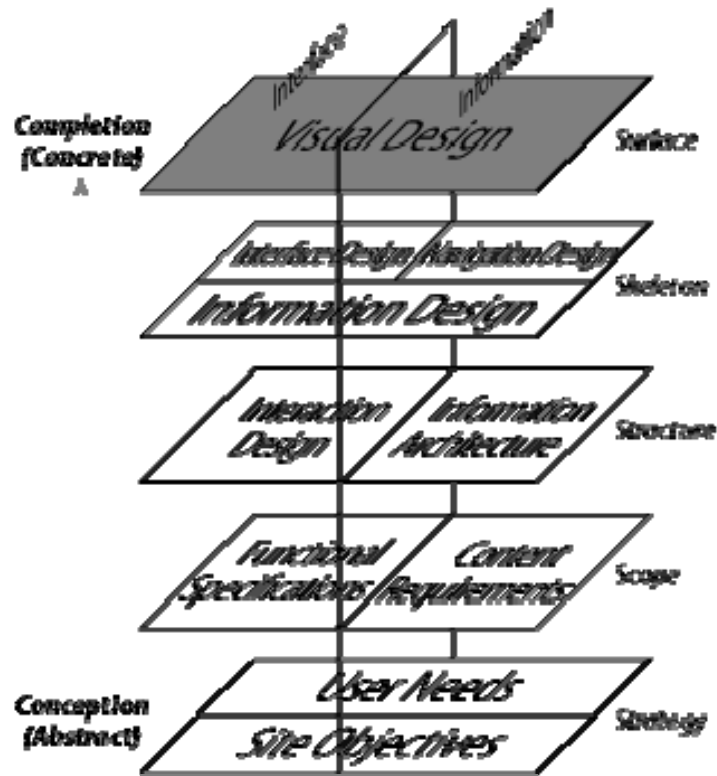 Interface
Information
Completion
(Concrete)
Visual Design
Surface
Interface Design
Navigation Design
Information Design
Skeleton
Interaction
Design
Information
Architecture
Structure
Functional
Specifications
Content
Requirements
Scope
Conception
(Abstract)
User Needs
Site Objectives
Strategy